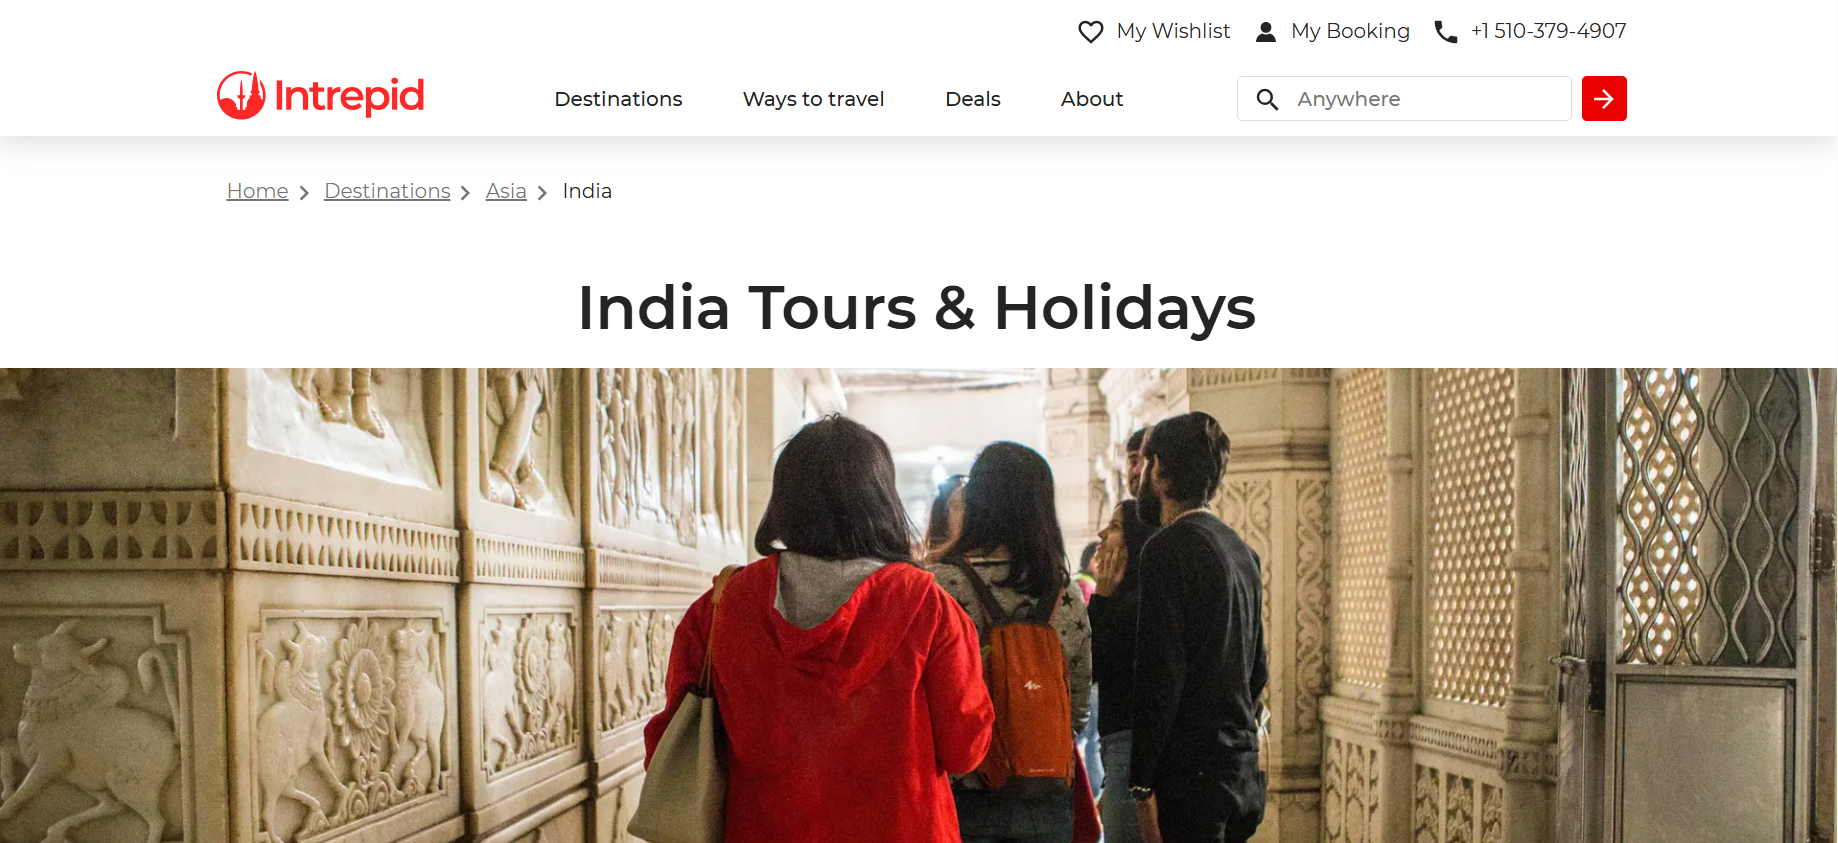 My Wishlist
My Booking
+1 510-379-4907
Intrepid
Destinations
Ways to travel
Deals
About
Anywhere
Home
Destinations
Asia
India
India Tours & Holidays